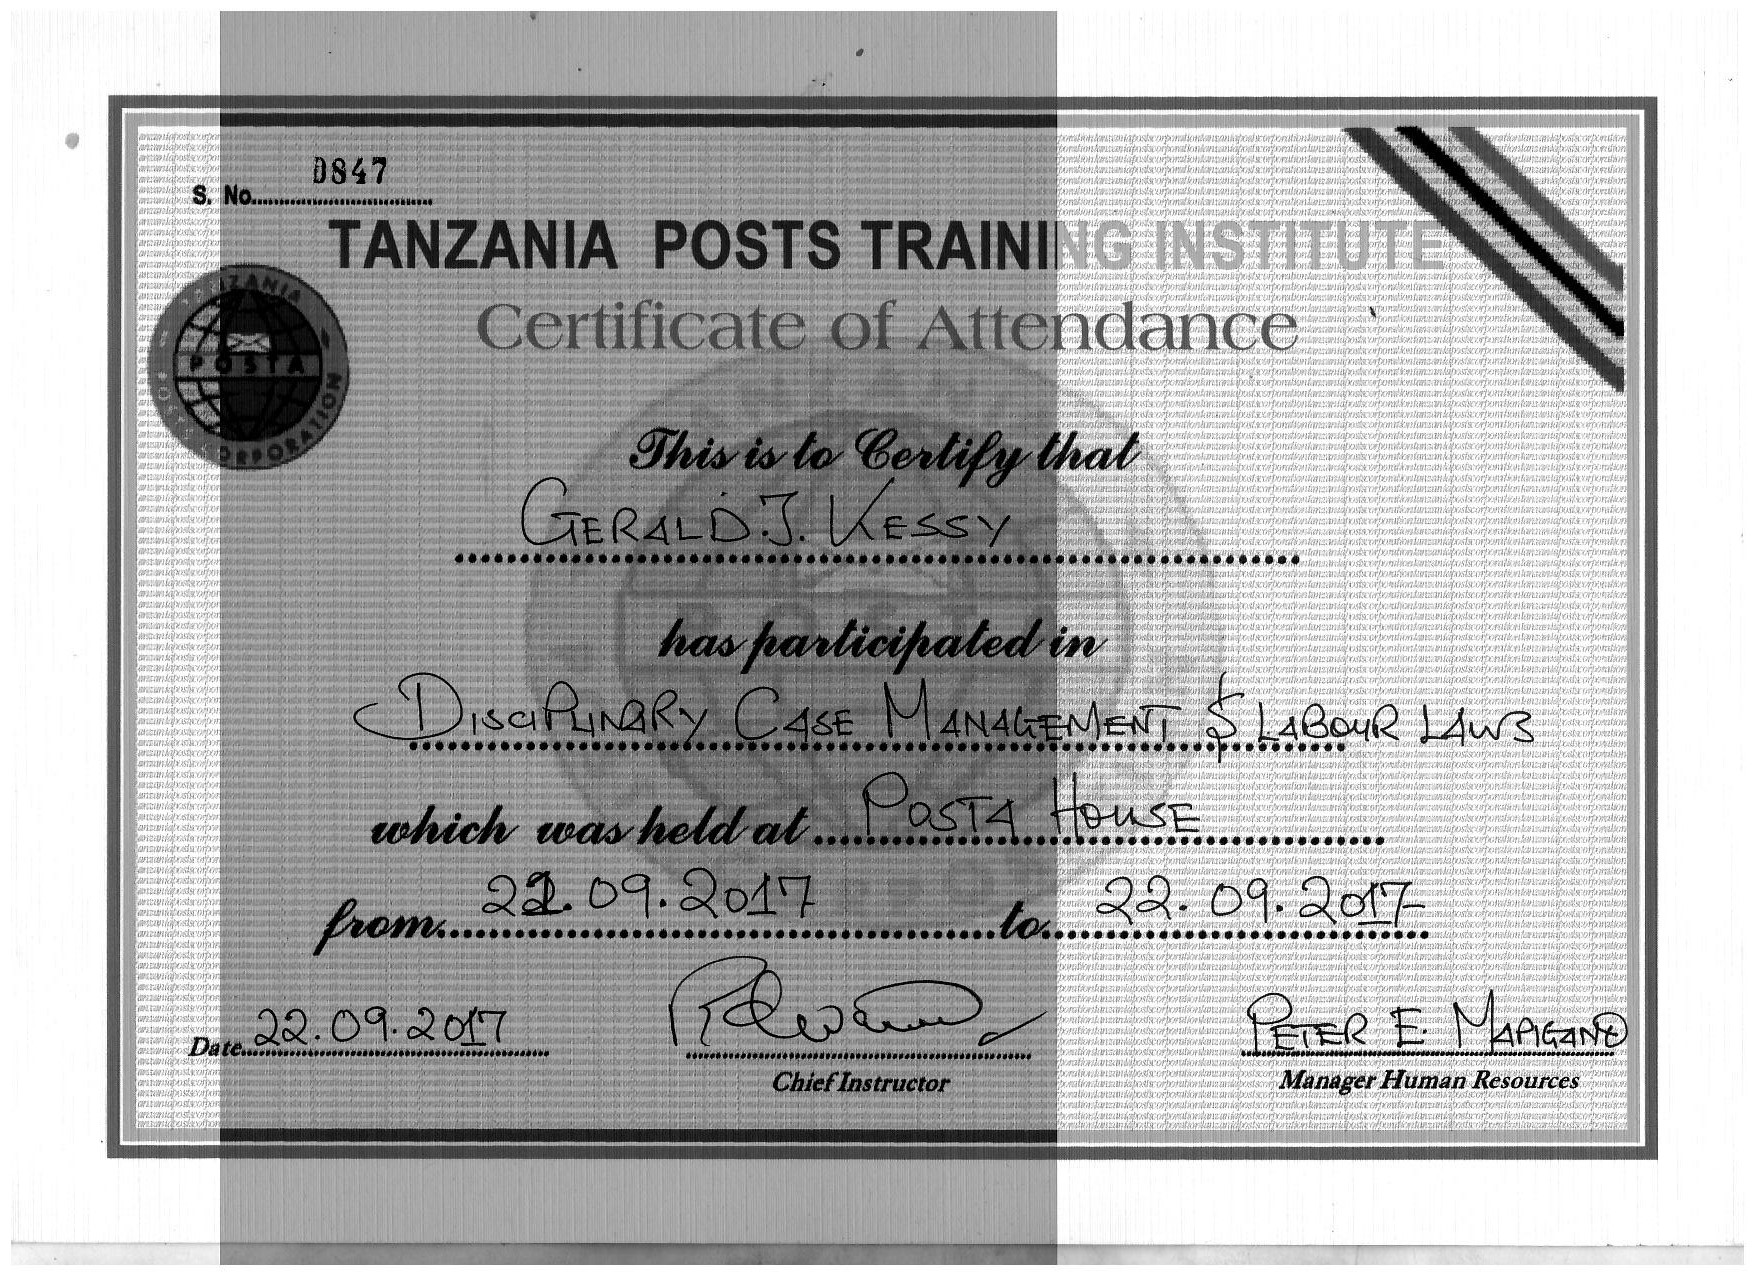 S. No. 0847
TANZANIA POSTS TRAINING INSTITUTE
Certificate of Attendance
TANZANIA
POSTA
POSTS CORPORATION
This is to Certify that
GERALD. J. KESSY
has participated in
DISCIPLINARY CASE MANAGEMENT $ LABOUR LAWS
which was held at POSTA HOUSE
from 21.09.2017 to 22.09.2017
Date 22.09.2017
PETER E. MAPIGANO
Chief Instructor
Manager Human Resources